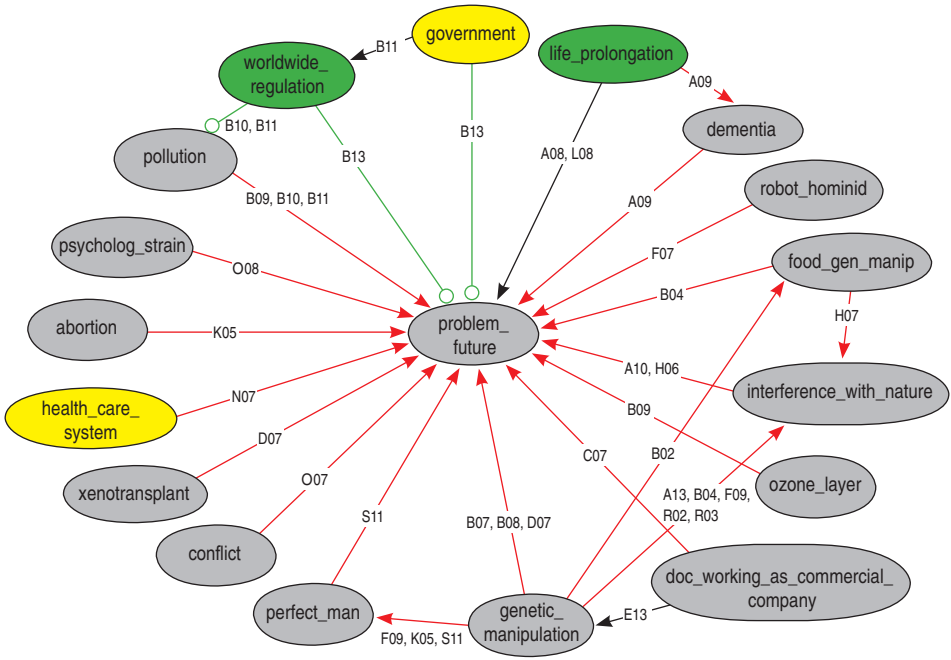 government
B11
worldwide_
regulation
life_prolongation
A09
B10, B11
B13
dementia
pollution
B13
A08, L08
B09, B10, B11
A09
robot_hominid
psycholog_strain
O08
F07
food_gen_manip
B04
abortion
K05
problem_
future
H07
A10, H06
interference_with_nature
health_care_
system
N07
B09
D07
C07
B02
xenotransplant
O07
A13, B04, F09,
R02, R03
ozone_layer
S11
B07, B08, D07
conflict
doc_working_as_commercial_
company
perfect_man
genetic_
manipulation
E13
F09, K05, S11